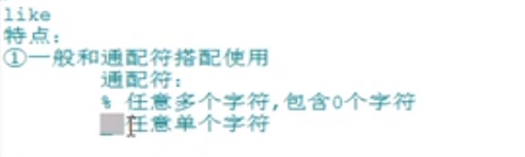 like
特点：
①一般和通配符搭配使用
通配符：
% 任意多个字符,包含0个字符
_ 任意单个字符